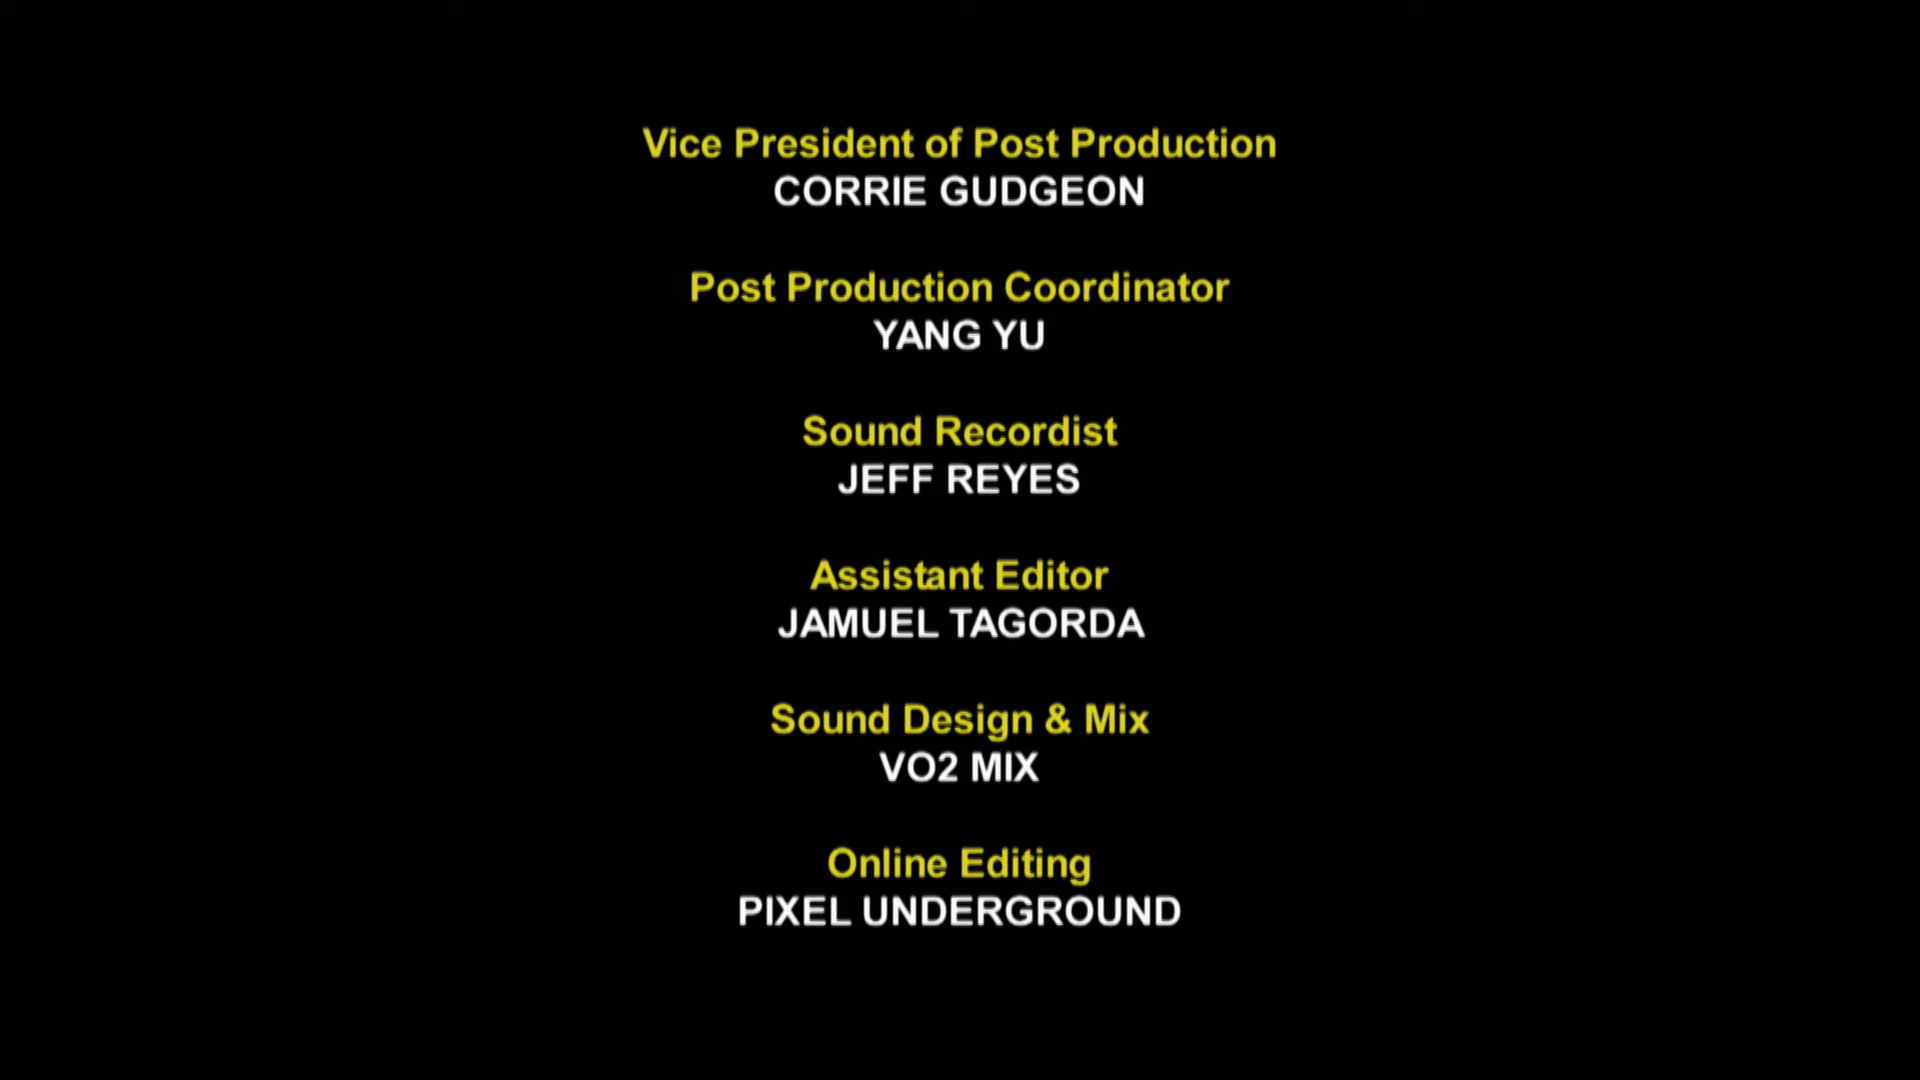 Vice President of Post Production
CORRIE GUDGEON
Post Production Coordinator
YANG YU
Sound Recordist
JEFF REYES
Assistant Editor
JAMUEL TAGORDA
Sound Design & Mix
VO2 MIX
Online Editing
PIXEL UNDERGROUND